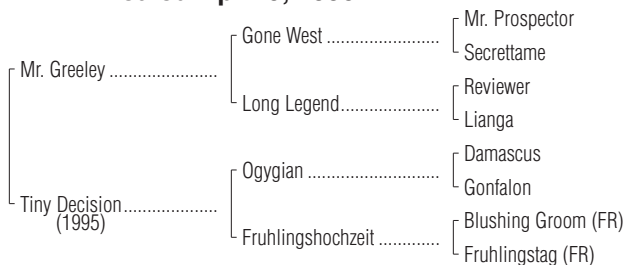 Mr. Prospector
Gone West ........................
Secrettame
Mr. Greeley .......................
Reviewer
Long Legend.....................
Lianga
Damascus
Ogygian ............................
Gonfalon
Tiny Decision....................
(1995)
Blushing Groom (FR)
Fruhlingshochzeit .............
Fruhlingstag (FR)